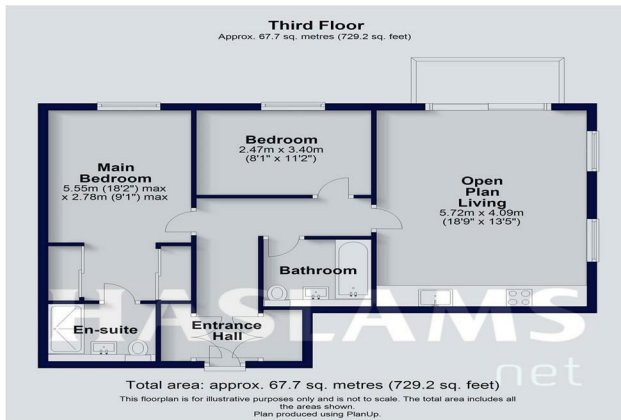 Third Floor
Approx. 67.7 sq. metres (729.2 sq. feet)
Bedroom
2.47m x 3.40m
(8'1" x 11'2")
Main
Bedroom
5.55m (18'2") max
x 2.78m (9'1") max
Open
Plan
Living
5.72m x 4.09m
(18'9" x 13'5")
Bathroom
HASLAMS
net
En-suite
Entrance
Hall
Total area: approx. 67.7 sq. metres (729.2 sq. feet)
This floorplan is for illustrative purposes only and is not to scale. The total area includes all
the areas shown.
Plan produced using PlanUp.